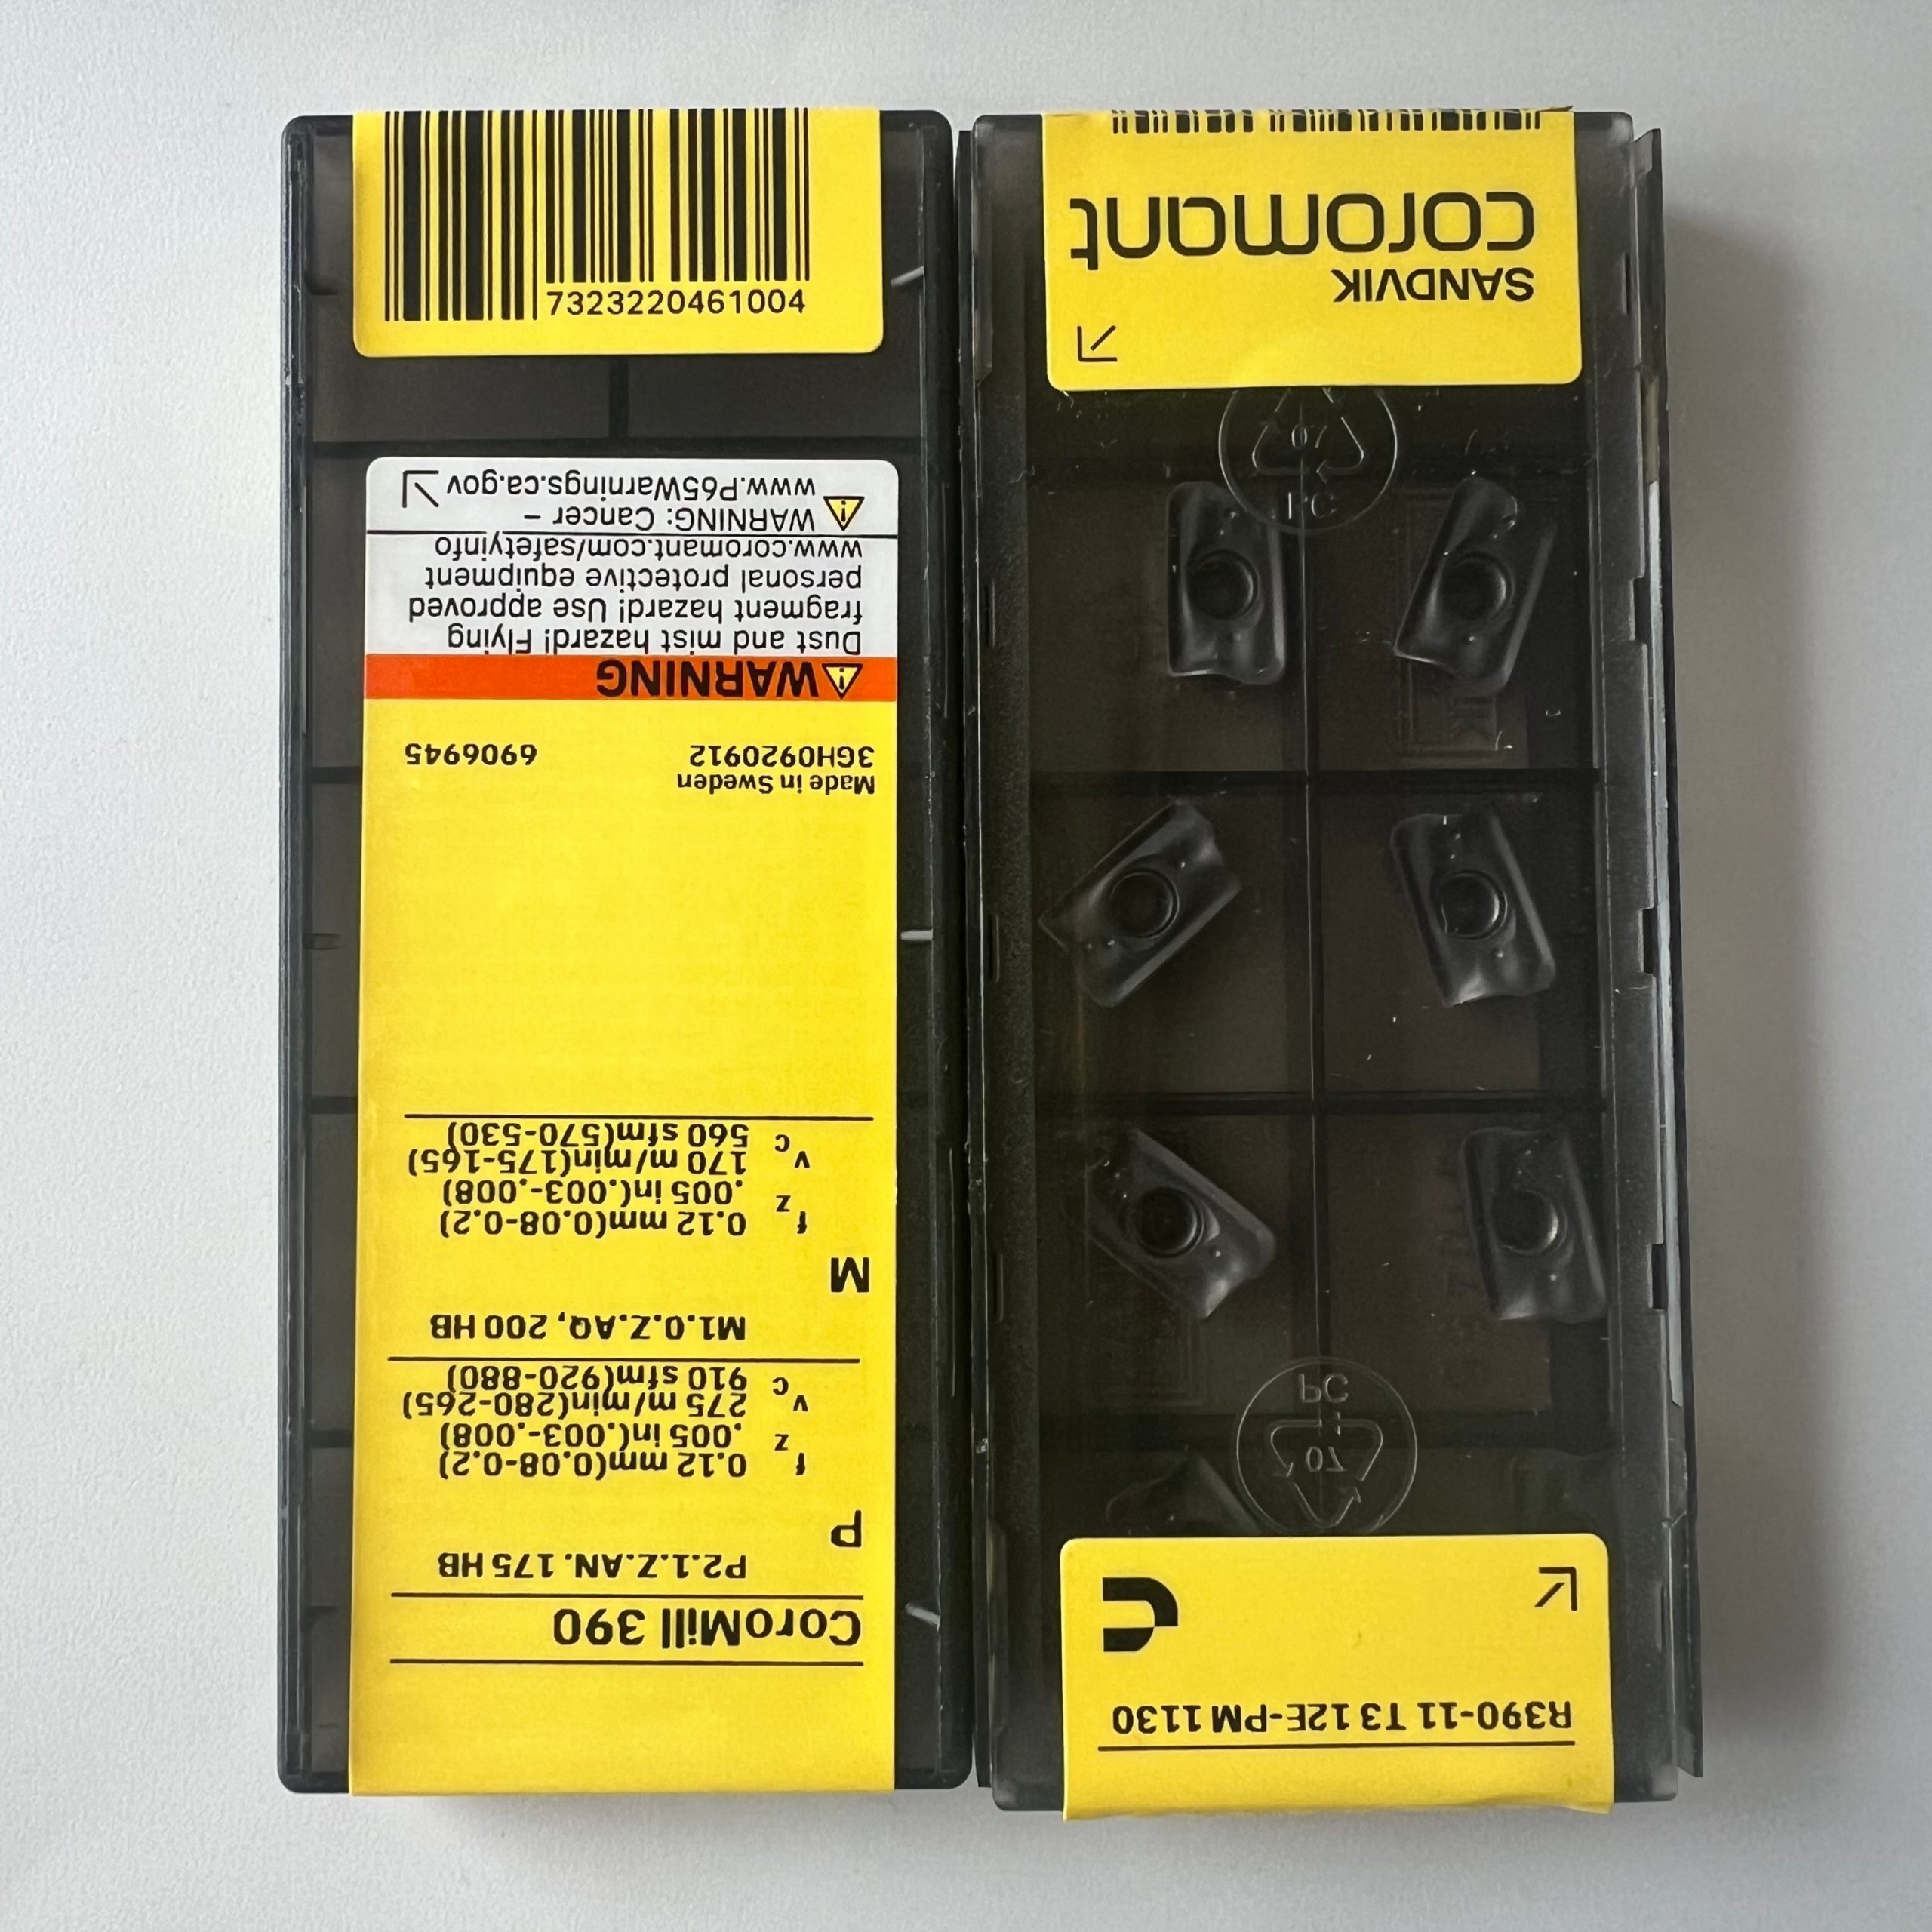 7323220461004
CoroMill 390
P2.1.Z.AN. 175 HB
P
f z 0.12 mm(0.08-0.2)
.005 in(.003-.008)
v c 275 m/min(280-265)
910 sfm(920-880)
M1.0.Z.AQ, 200 HB
M
f z 0.12 mm(0.08-0.2)
.005 in(.003-.008)
v c 170 m/min(175-165)
560 sfm(570-530)
Made in Sweden
3GH0920912 6906945
WARNING
Dust and mist hazard! Flying
fragment hazard! Use approved
personal protective equipment
www.coromant.com/safetyinfo
WARNING: Cancer –
www.P65Warnings.ca.gov
R390-11 T3 12E-PM 1130
07
PC
07
PC
SANDVIK
coromant